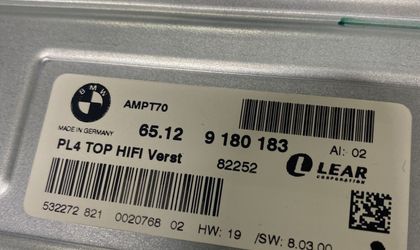 BMW
AMPT70
MADE IN GERMANY
65.12 9 180 183 AI: 02
PL4 TOP HIFI Verst 82252 LEAR
CORPORATION
532272 821 0020768 02 HW: 19 /SW: 8.03.00